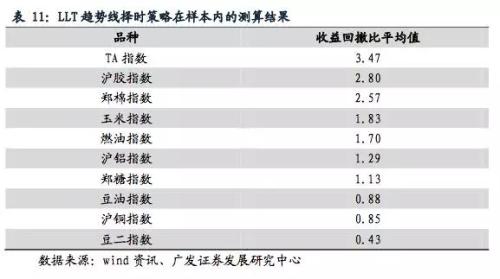 表 11：LLT 趋势线择时策略在样本内的测算结果
品种 收益回撤比平均值
TA 指数 3.47
沪胶指数 2.80
郑棉指数 2.57
玉米指数 1.83
燃油指数 1.70
沪铝指数 1.29
郑糖指数 1.13
豆油指数 0.88
沪铜指数 0.85
豆二指数 0.43
数据来源：wind 资讯、广发证券发展研究中心